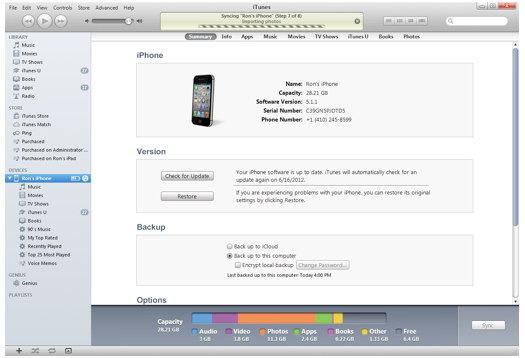 iTunes
File Edit View Controls Store Advanced Help
Syncing "Ron's iPhone" (Step 7 of 8)
Importing photos
Summary Info Apps Music Movies TV Shows iTunes U Books Photos
LIBRARY
Music
Movies
TV Shows
iTunes U 27
Books
Apps 27
Radio
STORE
iTunes Store
iTunes Match
Ping
Purchased
Purchased on Administrator'...
Purchased on Ron's iPad
DEVICES
Ron's iPhone
Music
Movies
TV Shows
iTunes U 27
Books
90's Music
My Top Rated
Recently Played
Top 25 Most Played
Voice Memos
GENIUS
Genius
PLAYLISTS
iPhone
Name: Ron's iPhone
Capacity: 28.21 GB
Software Version: 5.1.1
Serial Number: C39GN5PJDTD5
Phone Number: +1 (410) 245-8599
Version
Check for Update
Your iPhone software is up to date. iTunes will automatically check for an
update again on 6/16/2012.
Restore
If you are experiencing problems with your iPhone, you can restore its original
settings by clicking Restore.
Backup
Back up to iCloud
Back up to this computer
Encrypt local backup Change Password...
Last backed up to this computer: Today 4:00 PM
Options
Capacity
28.21 GB
Audio Video Photos Apps Books Other Free
3 GB 3.8 GB 11.3 GB 2.4 GB 0.22 GB 1.33 GB 6.4 GB
Sync